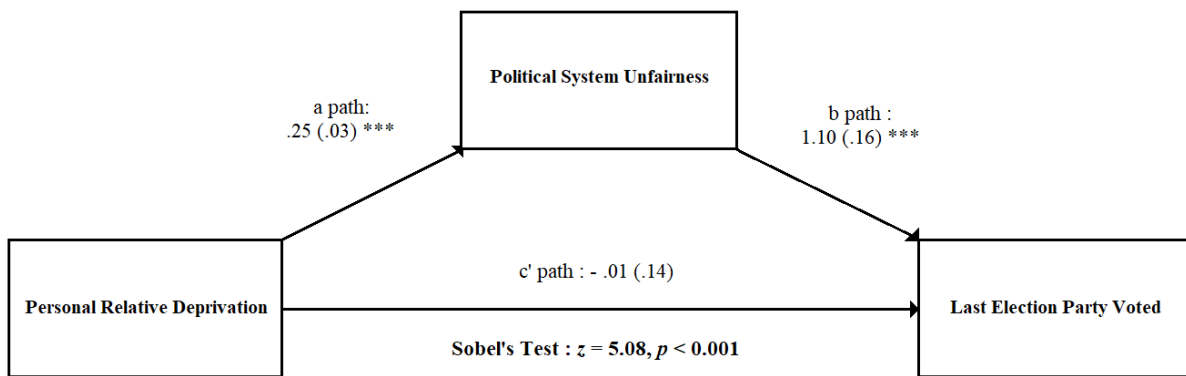 Political System Unfairness
a path:
.25 (.03) ***
b path :
1.10 (.16) ***
c' path : - .01 (.14)
Personal Relative Deprivation
Last Election Party Voted
Sobel's Test : z = 5.08, p < 0.001